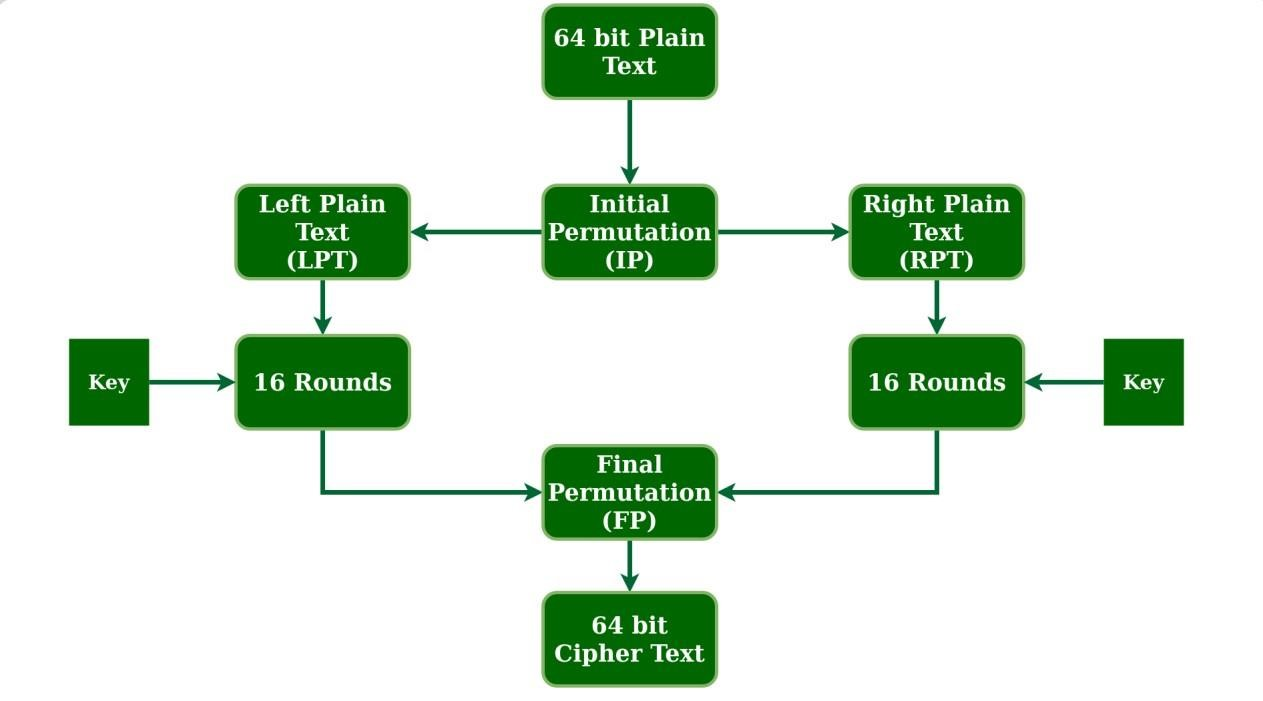 64 bit Plain
Text
Left Plain
Text
(LPT)
Initial
Permutation
(IP)
Right Plain
Text
(RPT)
Key
16 Rounds
16 Rounds
Key
Final
Permutation
(FP)
64 bit
Cipher Text